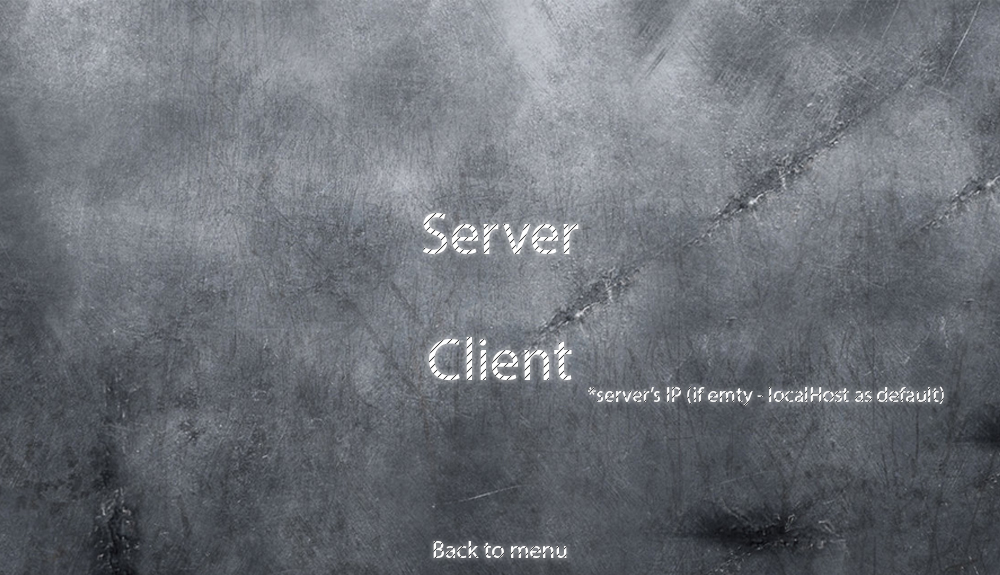 Server
Client
*server's IP (if emty - localHost as default)
Back to menu